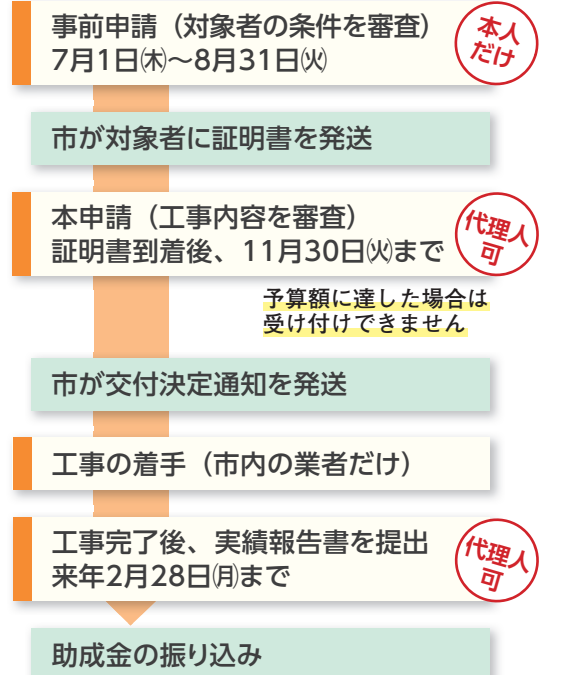 事前申請（対象者の条件を審査）
7月1日㈭～8月31日㈫
本人
だけ
市が対象者に証明書を発送
本申請（工事内容を審査）
証明書到着後、11月30日㈫まで
代理人
可
予算額に達した場合は
受け付けできません
市が交付決定通知を発送
工事の着手（市内の業者だけ）
工事完了後、実績報告書を提出
来年2月28日㈪まで
代理人
可
助成金の振り込み